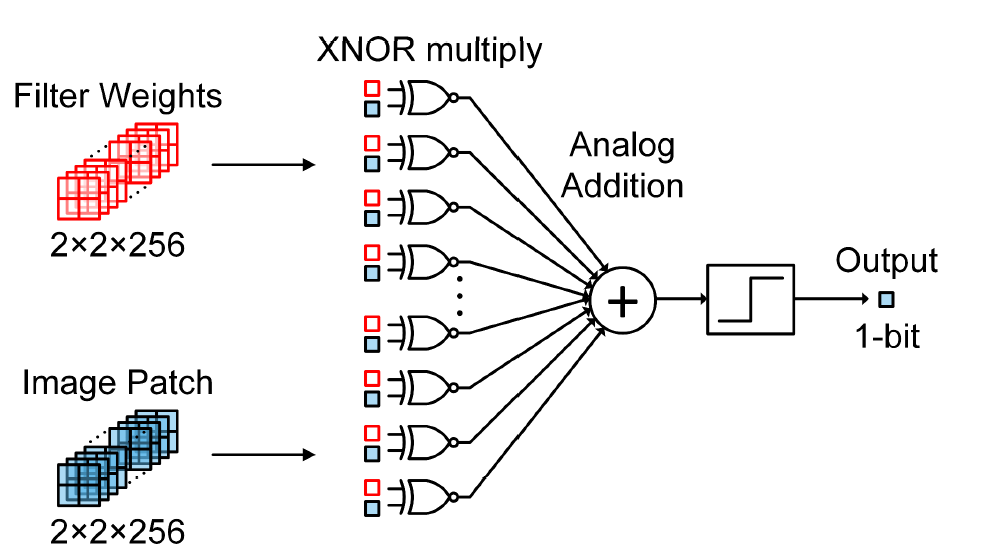 XNOR multiply
Filter Weights
2×2×256
Analog
Addition
+
Output
1-bit
Image Patch
2×2×256